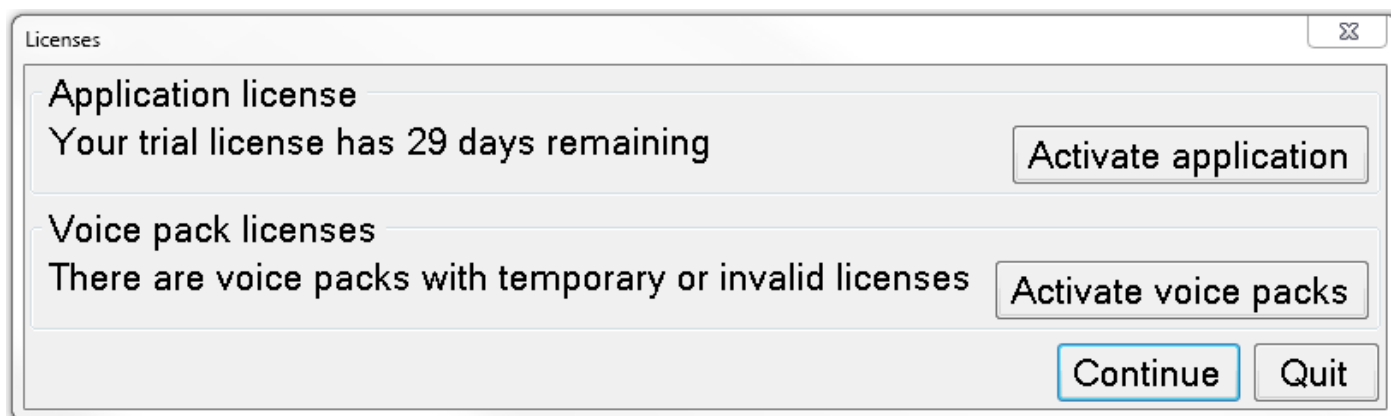 Licenses
Application license
Your trial license has 29 days remaining
Activate application
Voice pack licenses
There are voice packs with temporary or invalid licenses
Activate voice packs
Continue
Quit